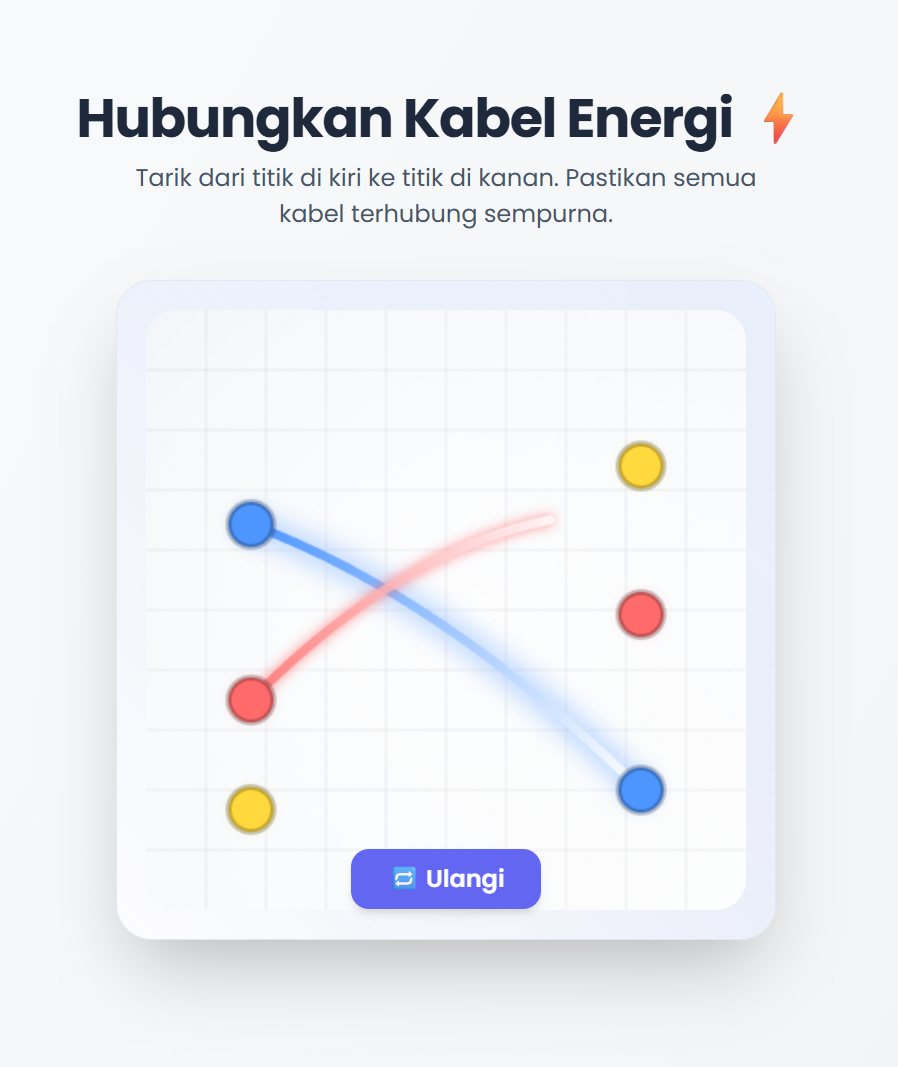 Hubungkan Kabel Energi ⚡
Tarik dari titik di kiri ke titik di kanan. Pastikan semua
kabel terhubung sempurna.
🔁 Ulangi